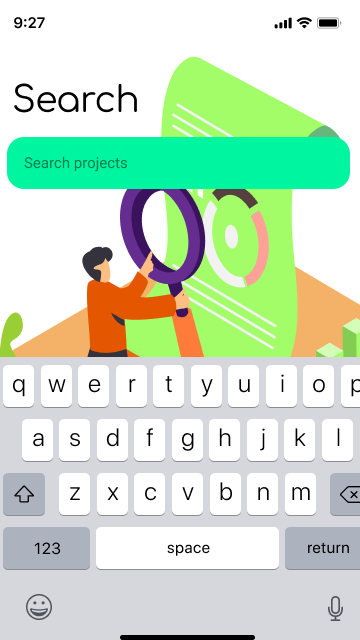 9:27
Search
Search projects
q w e r t y u i o p
a s d f g h j k l
z x c v b n m
123 space return